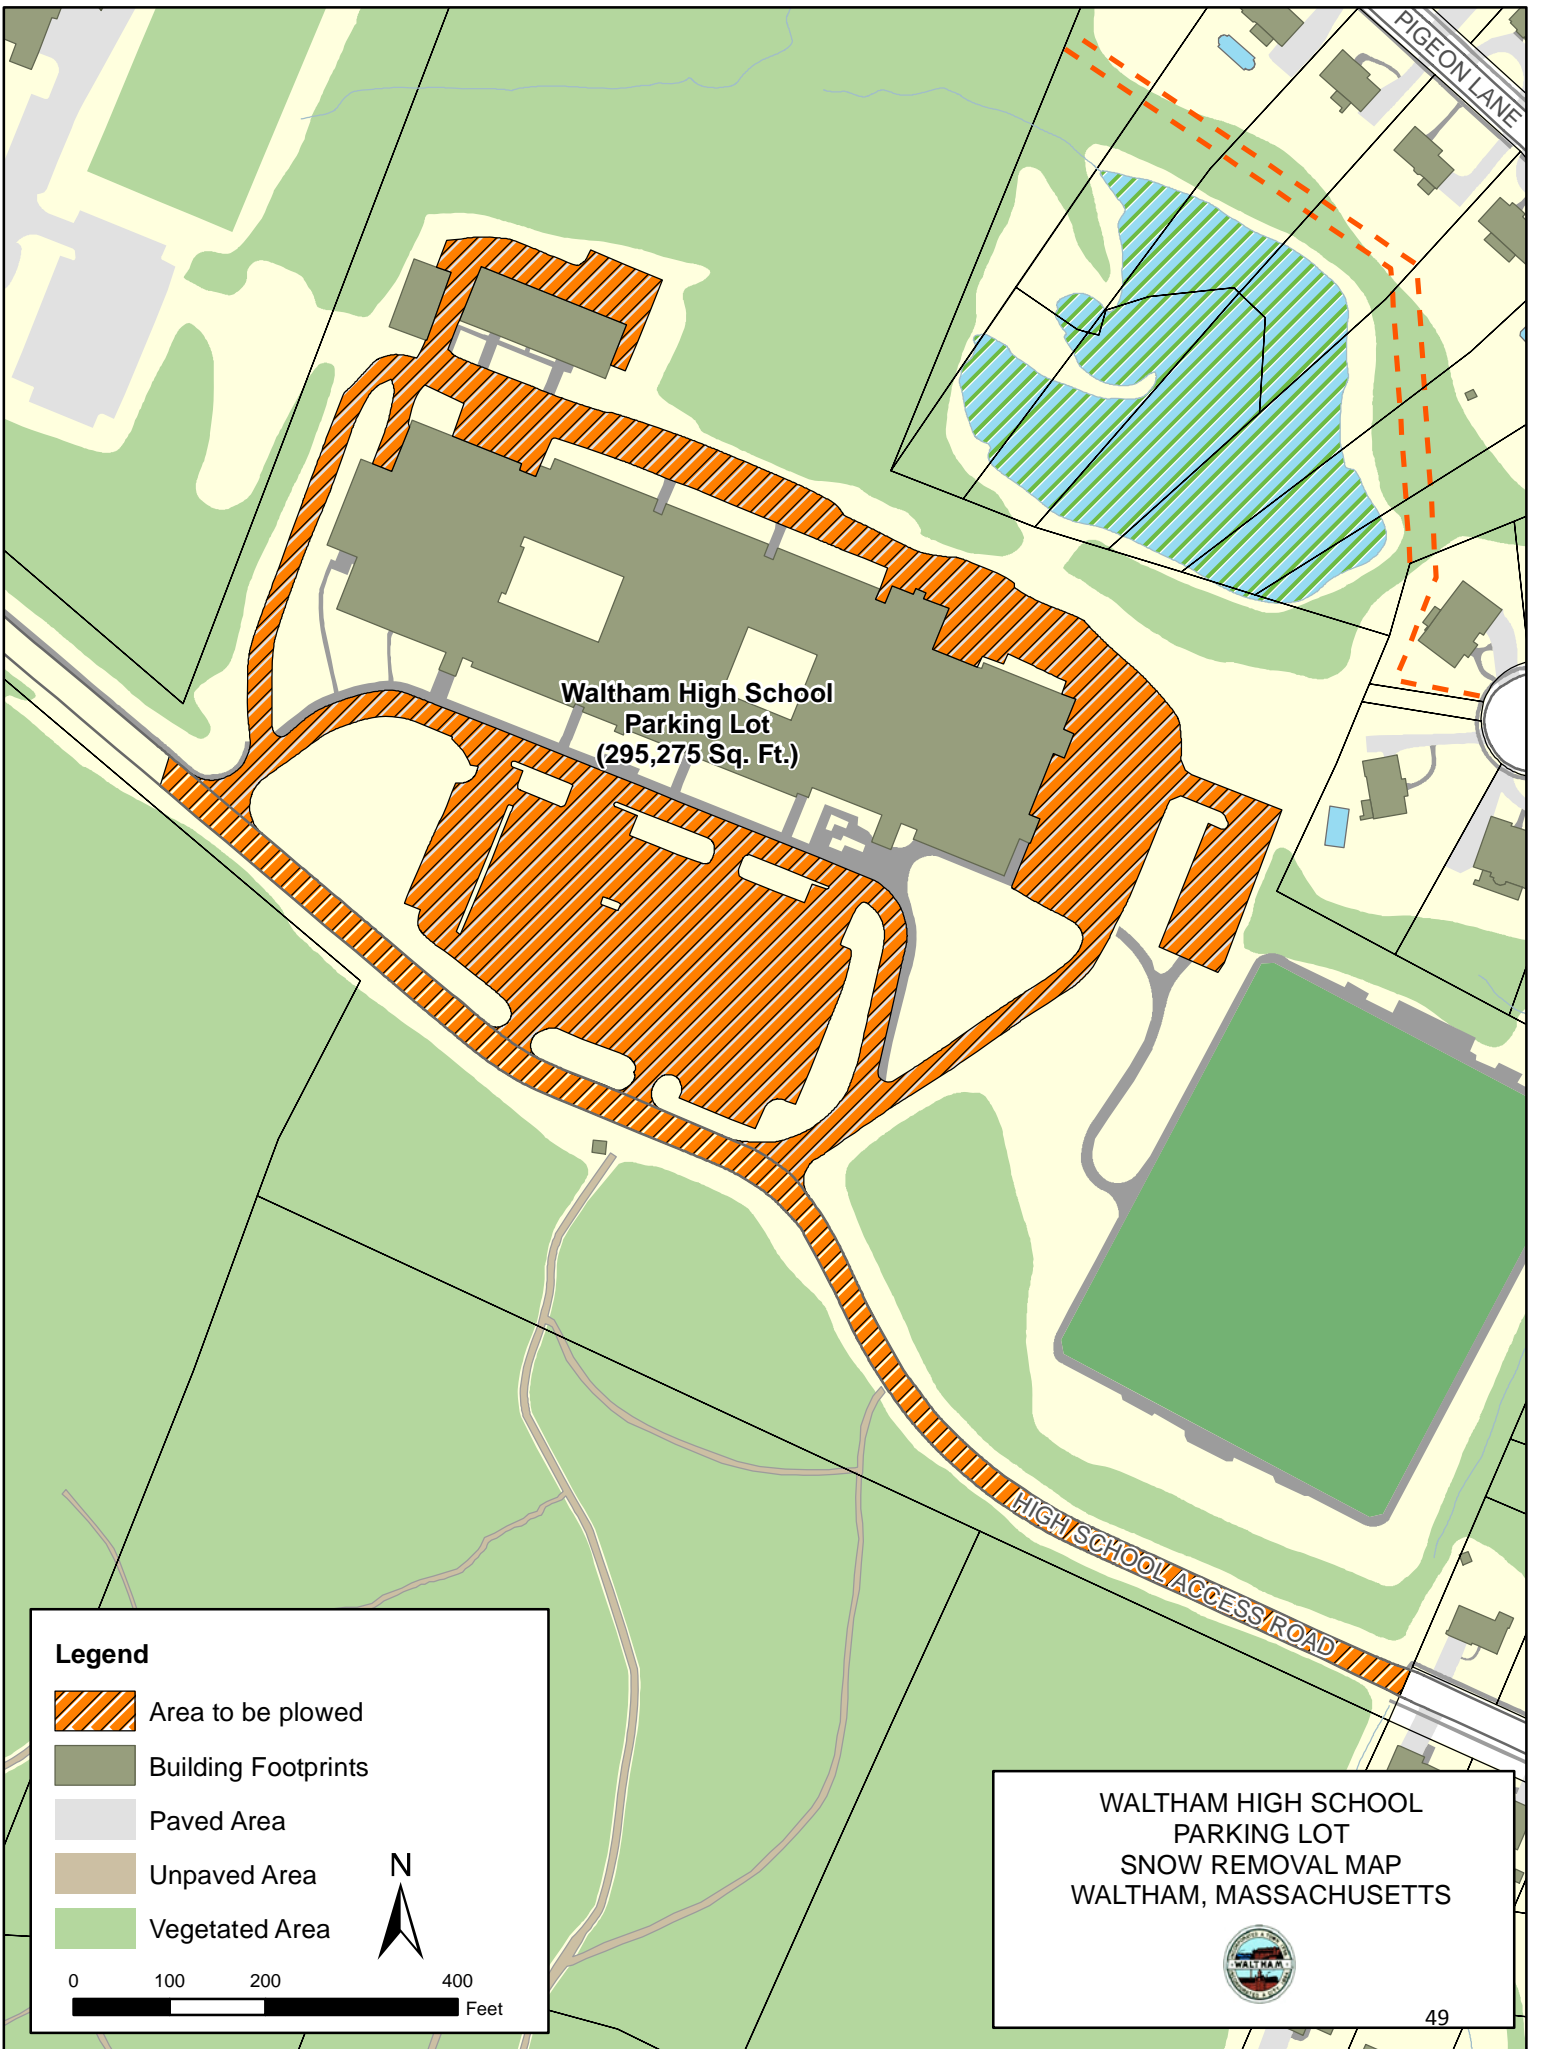 PIGEON LANE
Waltham High School
Parking Lot
(295,275 Sq. Ft.)
HIGH SCHOOL ACCESS ROAD
Legend
Area to be plowed
Building Footprints
Paved Area
Unpaved Area
Vegetated Area
N
0 100 200 400
Feet
WALTHAM HIGH SCHOOL
PARKING LOT
SNOW REMOVAL MAP
WALTHAM, MASSACHUSETTS
WALTHAM
49